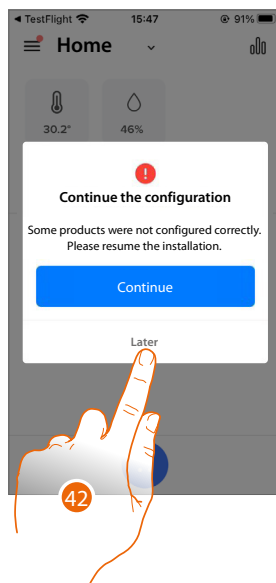 ◀ TestFlight 15:47 91%
Home
30.2° 46%
!
Continue the configuration
Some products were not configured correctly.
Please resume the installation.
Continue
Later
42